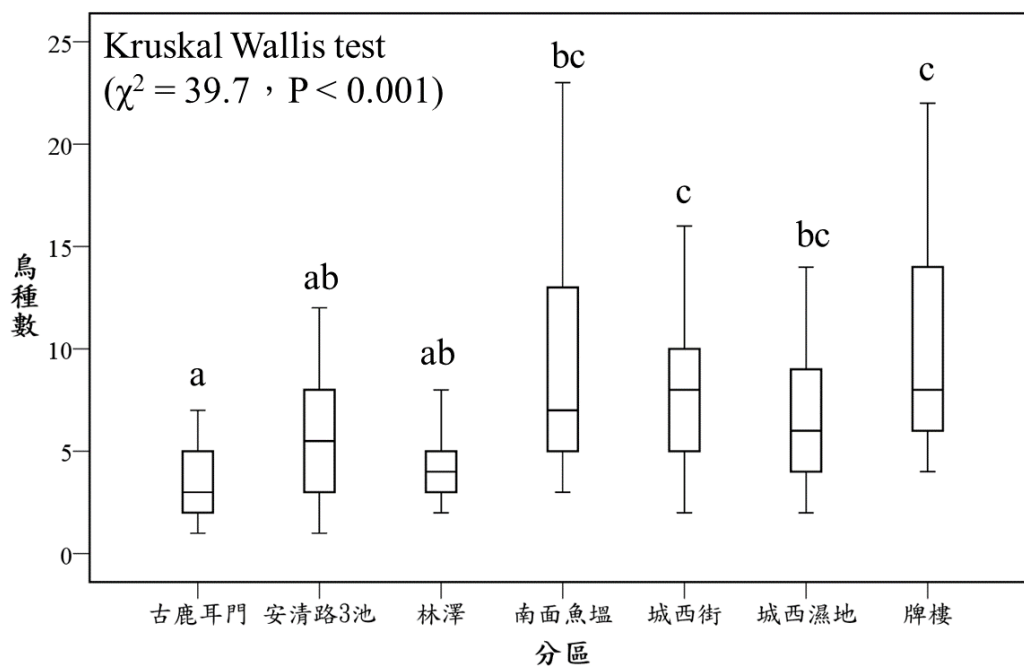 Kruskal Wallis test
(χ² = 39.7，P < 0.001)
25
20
15
10
5
0
鳥種數
a
ab
ab
bc
c
bc
c
古鹿耳門
安清路3池
林澤
南面魚塭
城西街
城西濕地
牌樓
分區